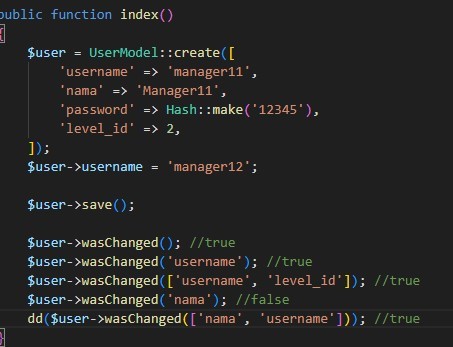 public function index()
{
$user = UserModel::create([
'username' => 'manager11',
'nama' => 'Manager11',
'password' => Hash::make('12345'),
'level_id' => 2,
]);
$user->username = 'manager12';
$user->save();
$user->wasChanged(); //true
$user->wasChanged('username'); //true
$user->wasChanged(['username', 'level_id']); //true
$user->wasChanged('nama'); //false
dd($user->wasChanged(['nama', 'username'])); //true
}